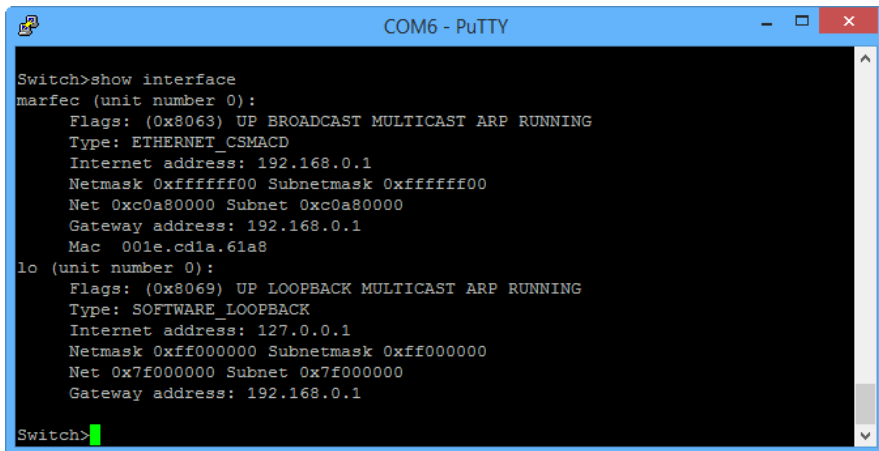 COM6 - PuTTY
Switch>show interface
marfec (unit number 0):
Flags: (0x8063) UP BROADCAST MULTICAST ARP RUNNING
Type: ETHERNET_CSMACD
Internet address: 192.168.0.1
Netmask 0xffffff00 Subnetmask 0xffffff00
Net 0xc0a80000 Subnet 0xc0a80000
Gateway address: 192.168.0.1
Mac  001e.cd1a.61a8
lo (unit number 0):
Flags: (0x8069) UP LOOPBACK MULTICAST ARP RUNNING
Type: SOFTWARE_LOOPBACK
Internet address: 127.0.0.1
Netmask 0xff000000 Subnetmask 0xff000000
Net 0x7f000000 Subnet 0x7f000000
Gateway address: 192.168.0.1
Switch>